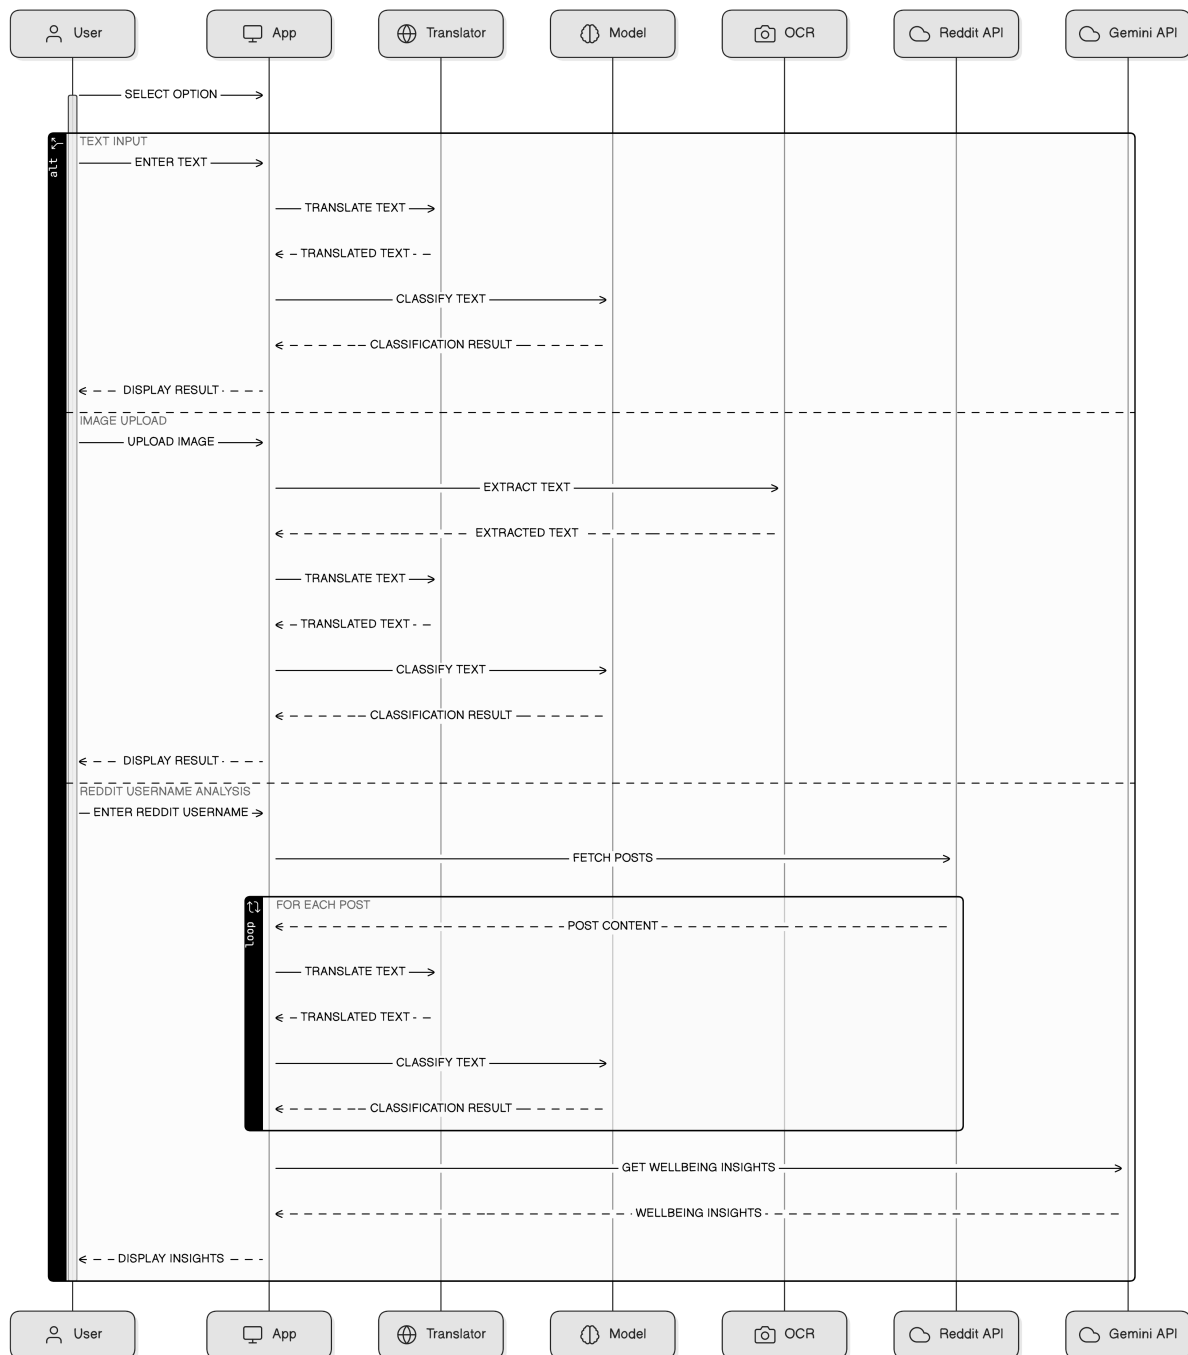 User
App
Translator
Model
OCR
Reddit API
Gemini API
SELECT OPTION
alt
TEXT INPUT
ENTER TEXT
TRANSLATE TEXT
TRANSLATED TEXT
CLASSIFY TEXT
CLASSIFICATION RESULT
DISPLAY RESULT
IMAGE UPLOAD
UPLOAD IMAGE
EXTRACT TEXT
EXTRACTED TEXT
TRANSLATE TEXT
TRANSLATED TEXT
CLASSIFY TEXT
CLASSIFICATION RESULT
DISPLAY RESULT
REDDIT USERNAME ANALYSIS
ENTER REDDIT USERNAME
FETCH POSTS
loop
FOR EACH POST
POST CONTENT
TRANSLATE TEXT
TRANSLATED TEXT
CLASSIFY TEXT
CLASSIFICATION RESULT
GET WELLBEING INSIGHTS
WELLBEING INSIGHTS
DISPLAY INSIGHTS
User
App
Translator
Model
OCR
Reddit API
Gemini API